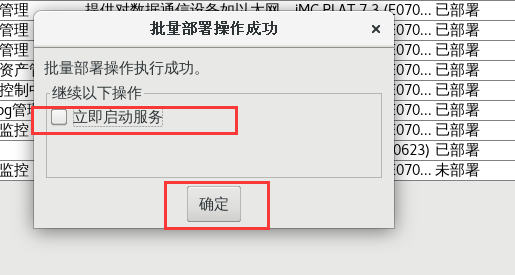 管理 提供对数据通信设备如以太网... iMC PLAT 7.3 (E070... 已部署
批量部署操作成功
管理 E070... 已部署
管理 E070... 已部署
资产管 E070... 已部署
批量部署操作执行成功。
控制中 E070... 已部署
继续以下操作
og管理 E070... 已部署
立即启动服务
监控 E070... 已部署
0623) 已部署
监控 E070... 未部署
确定